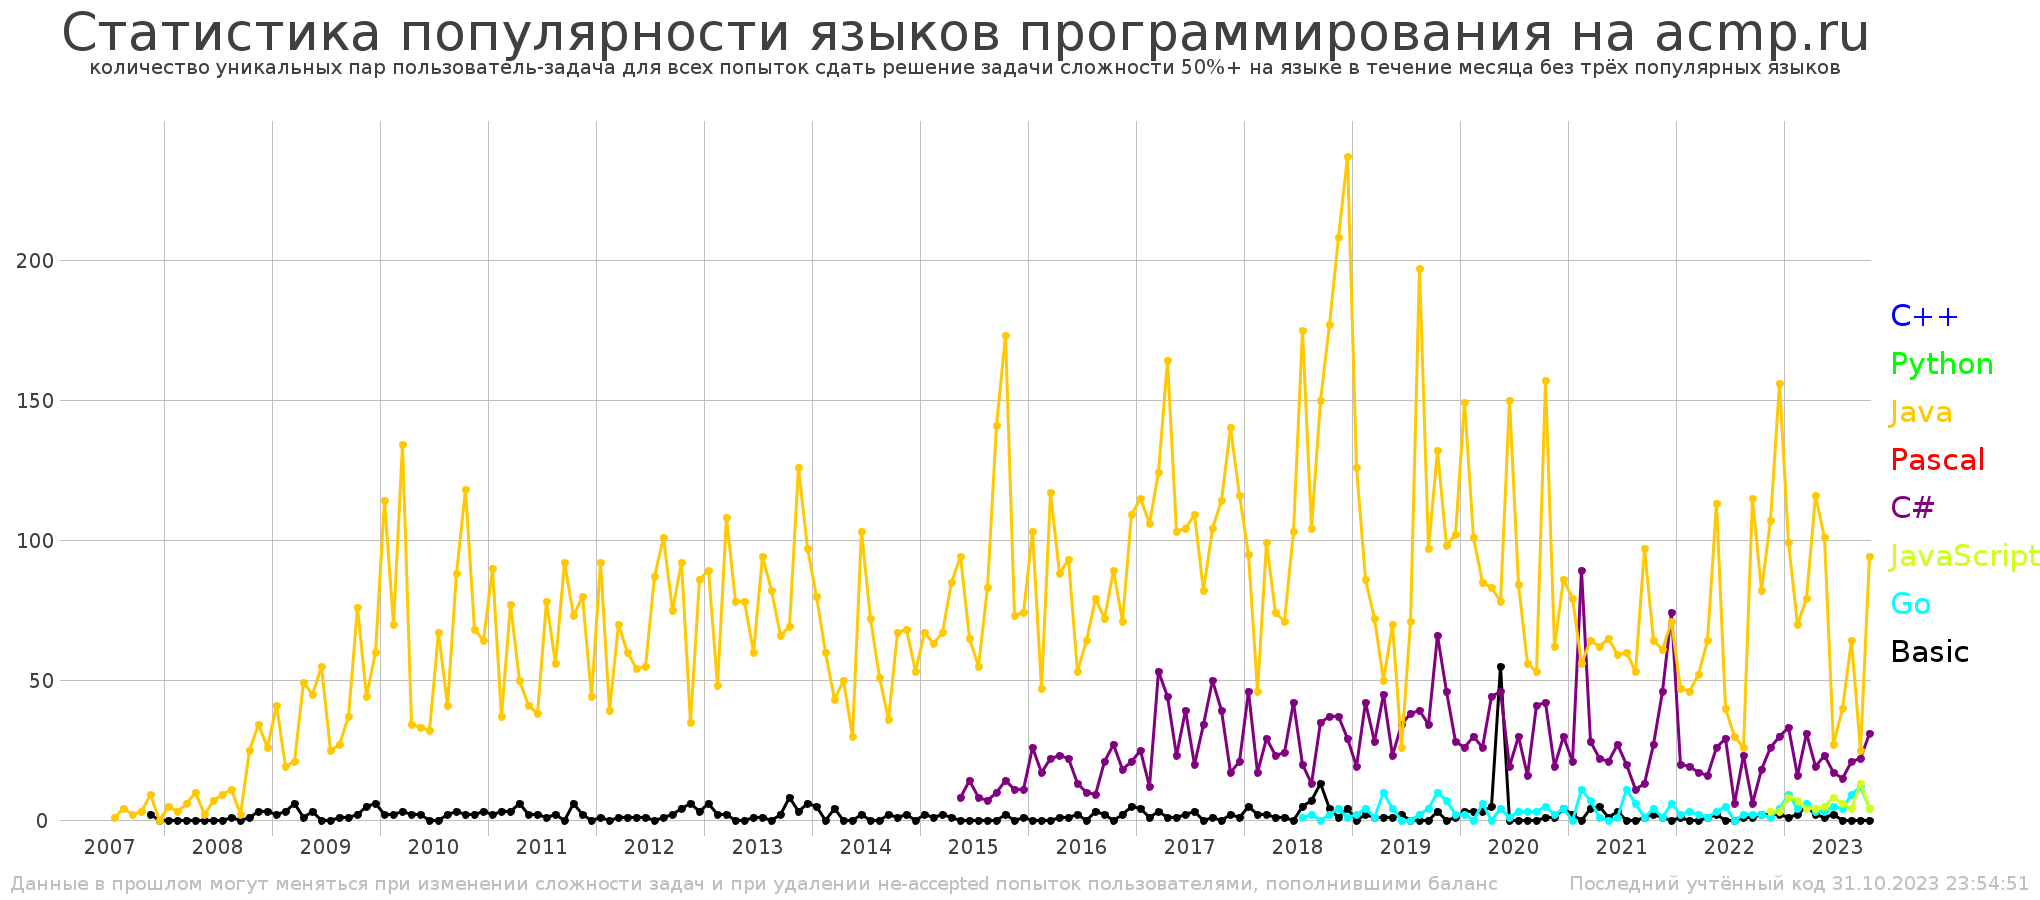 Статистика популярности языков программирования на acmp.ru
количество уникальных пар пользователь-задача для всех попыток сдать решение задачи сложности 50%+ на языке в течение месяца без трёх популярных языков
200
150
100
50
0
C++
Python
Java
Pascal
C#
JavaScript
Go
Basic
2007 2008 2009 2010 2011 2012 2013 2014 2015 2016 2017 2018 2019 2020 2021 2022 2023
Данные в прошлом могут меняться при изменении сложности задач и при удалении не-accepted попыток пользователями, пополнившими баланс
Последний учтённый код 31.10.2023 23:54:51